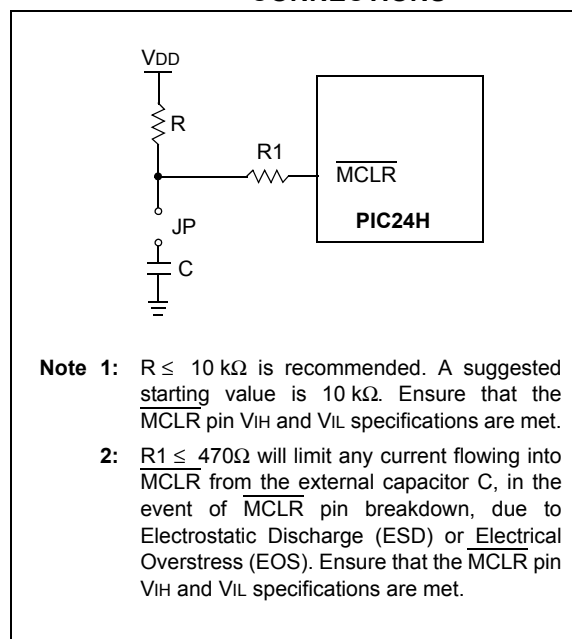 VDD
R
R1
MCLR
JP
PIC24H
C
Note 1: R ≤ 10 kΩ is recommended. A suggested
starting value is 10 kΩ. Ensure that the
MCLR pin VIH and VIL specifications are met.
2: R1 ≤ 470Ω will limit any current flowing into
MCLR from the external capacitor C, in the
event of MCLR pin breakdown, due to
Electrostatic Discharge (ESD) or Electrical
Overstress (EOS). Ensure that the MCLR pin
VIH and VIL specifications are met.